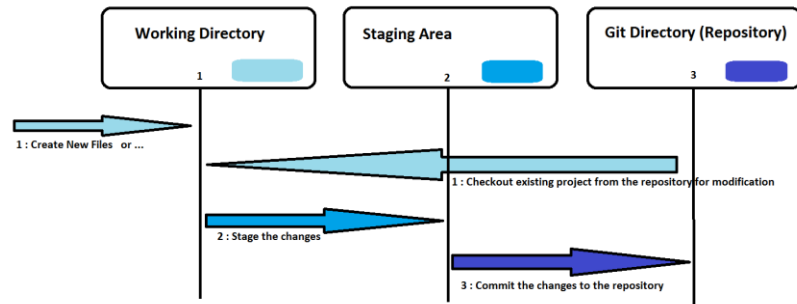 Working Directory
Staging Area
Git Directory (Repository)
1
2
3
1 : Create New Files or ...
1 : Checkout existing project from the repository for modification
2 : Stage the changes
3 : Commit the changes to the repository